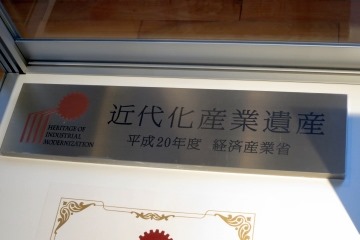 近代化産業遺産
平成20年度 経済産業省
HERITAGE OF
INDUSTRIAL
MODERNIZATION